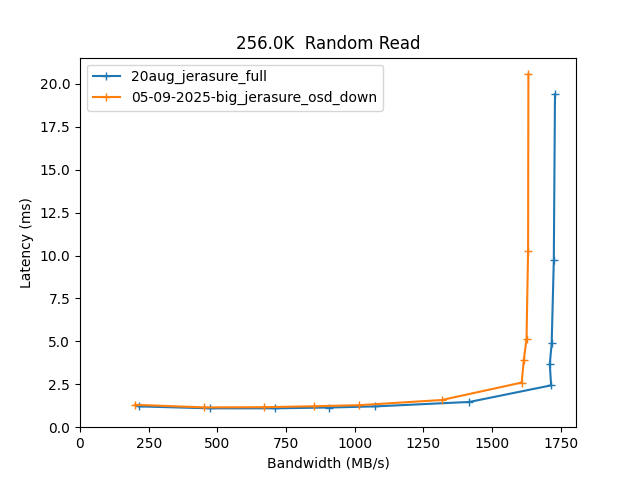 256.0K  Random Read
20aug_jerasure_full
05-09-2025-big_jerasure_osd_down
Latency (ms)
20.0
17.5
15.0
12.5
10.0
7.5
5.0
2.5
0.0
0 250 500 750 1000 1250 1500 1750
Bandwidth (MB/s)